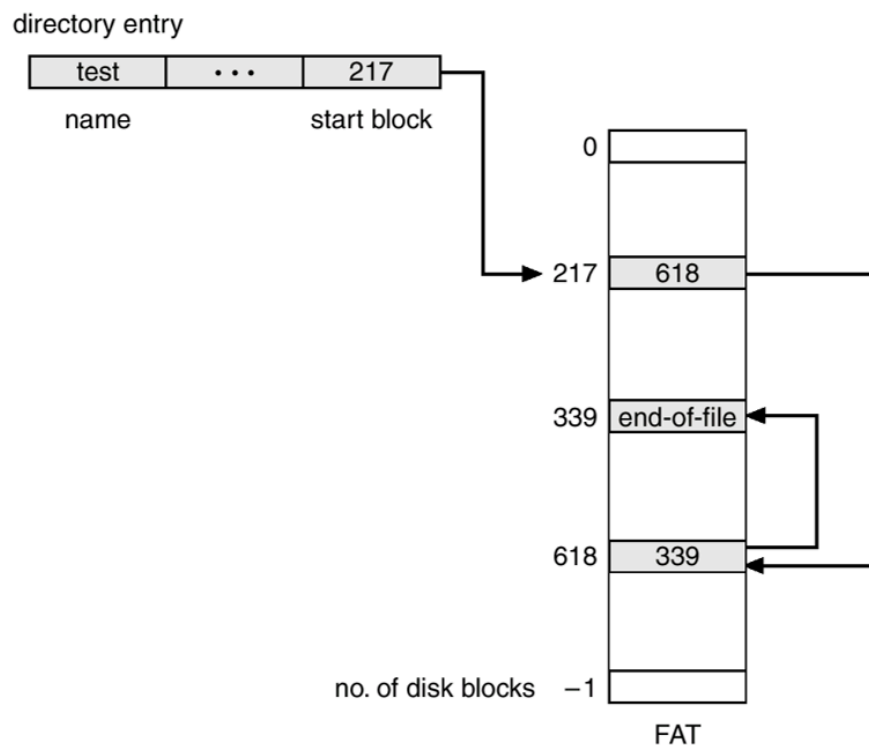 directory entry
test ••• 217
name start block
0
217 618
339 end-of-file
618 339
no. of disk blocks –1
FAT